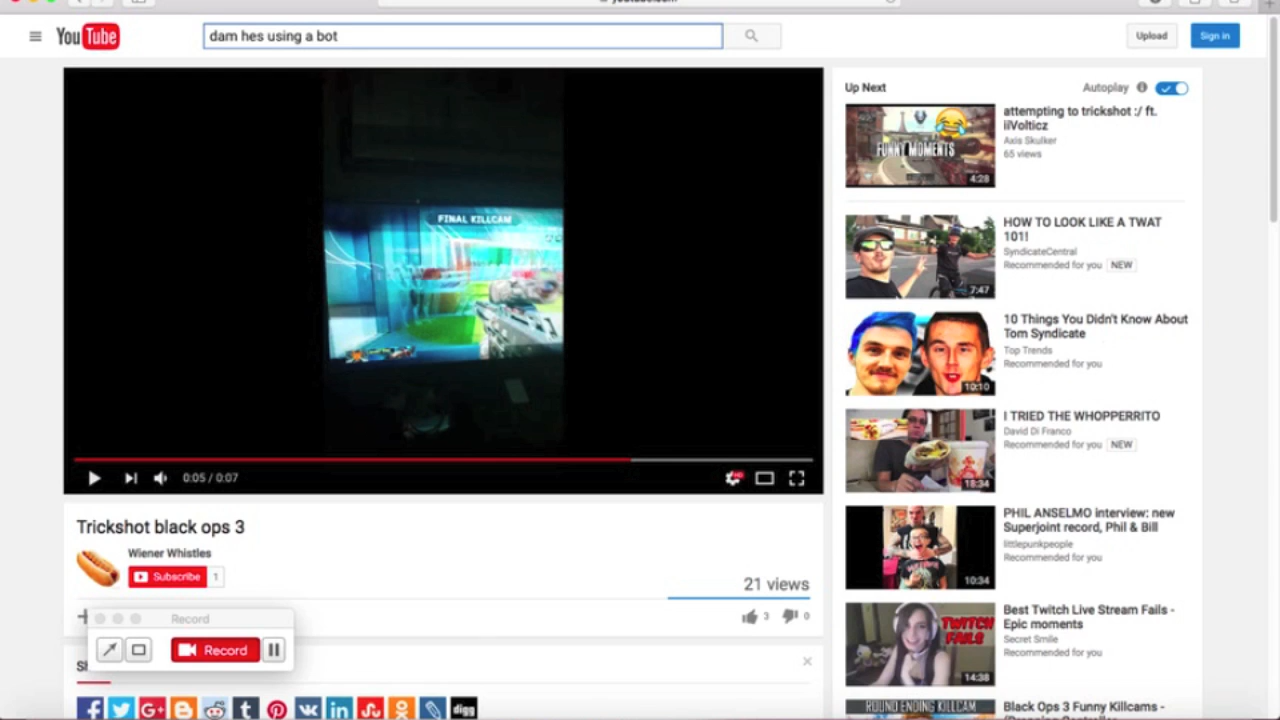 YouTube
dam hes using a bot
Upload
Sign in
FINAL KILLCAM
0:05 / 0:07
Trickshot black ops 3
Wiener Whistles
Subscribe 1
21 views
3 0
Record
Record
digg
Up Next
Autoplay
FUNNY MOMENTS
4:28
attempting to trickshot :/ ft.
iiVolticz
Axis Skulker
65 views
7:47
HOW TO LOOK LIKE A TWAT
101!
SyndicateCentral
Recommended for you NEW
10:10
10 Things You Didn't Know About
Tom Syndicate
Top Trends
Recommended for you
18:34
I TRIED THE WHOPPERRITO
David Di Franco
Recommended for you NEW
10:34
PHIL ANSELMO interview: new
Superjoint record, Phil & Bill
littlepunkpeople
Recommended for you
TWITCH
FAILS
14:38
Best Twitch Live Stream Fails -
Epic moments
Secret Smile
Recommended for you
ROUND ENDING KILLCAM
Black Ops 3 Funny Killcams -